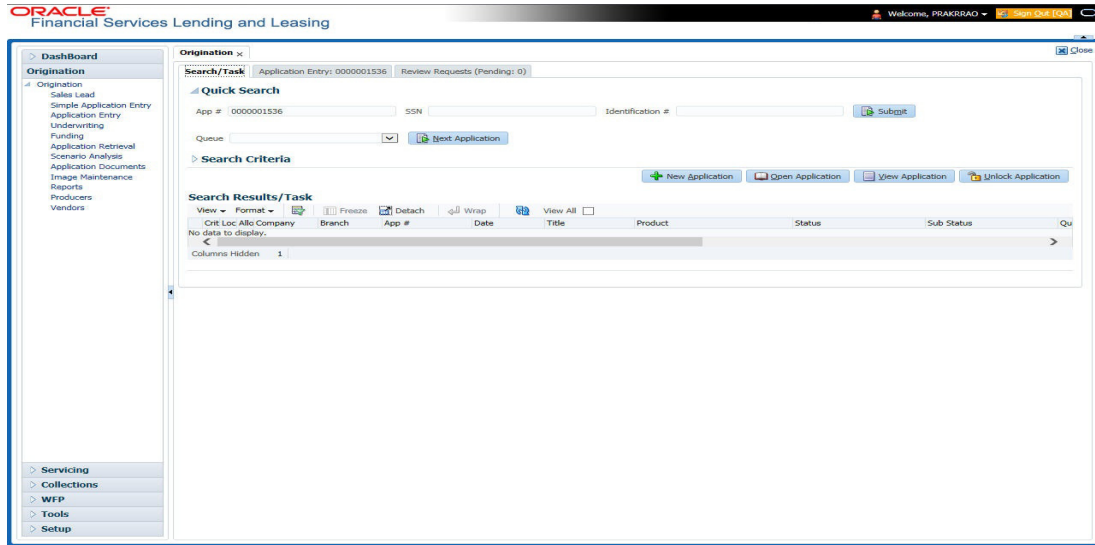 ORACLE
Financial Services Lending and Leasing
Welcome, PRAKRRAO
Sign Out [QA]
Close
DashBoard
Origination
Origination
Sales Lead
Simple Application Entry
Application Entry
Underwriting
Funding
Application Retrieval
Scenario Analysis
Application Documents
Image Maintenance
Reports
Producers
Vendors
Servicing
Collections
WFP
Tools
Setup
Origination
Search/Task Application Entry: 0000001536 Review Requests (Pending: 0)
Quick Search
App # 0000001536 SSN Identification # Submit
Queue Next Application
Search Criteria
New Application Open Application View Application Unlock Application
Search Results/Task
View Format Freeze Detach Wrap View All
Crit Loc Allo Company Branch App # Date Title Product Status Sub Status Qu
No data to display.
Columns Hidden 1